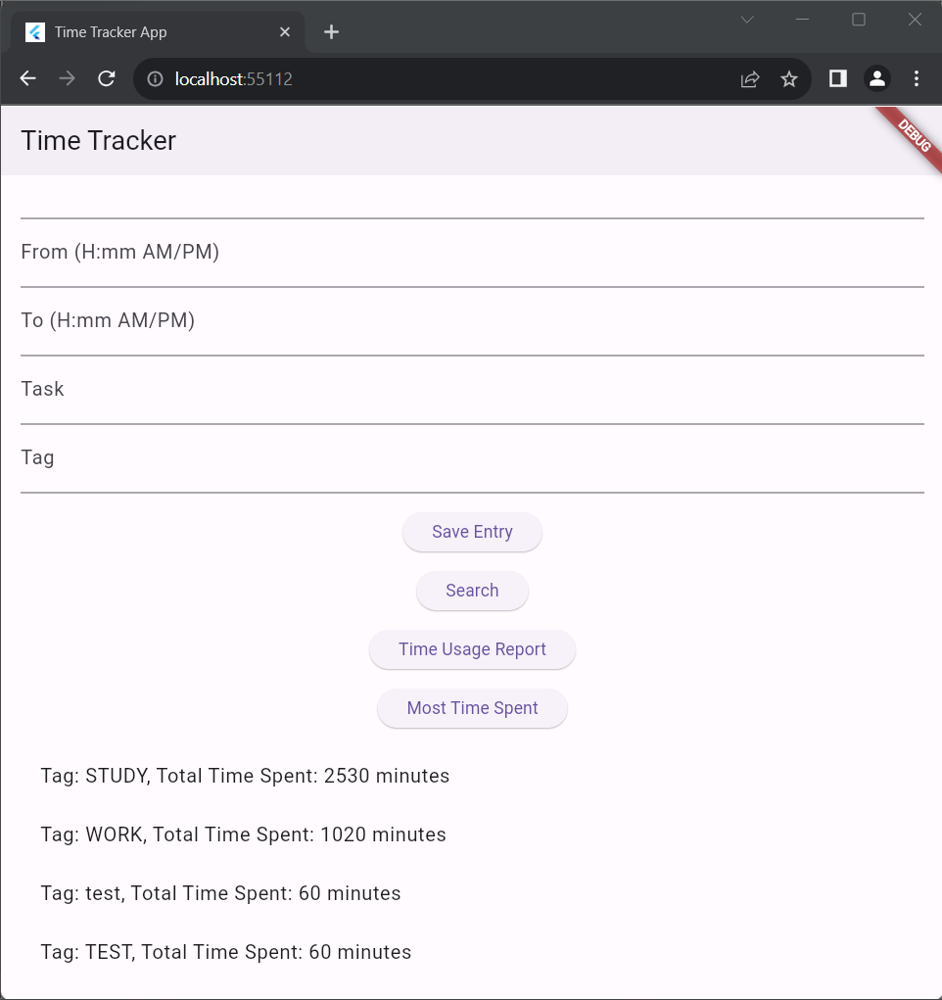 Time Tracker App
localhost:55112
Time Tracker
DEBUG
From (H:mm AM/PM)
To (H:mm AM/PM)
Task
Tag
Save Entry
Search
Time Usage Report
Most Time Spent
Tag: STUDY, Total Time Spent: 2530 minutes
Tag: WORK, Total Time Spent: 1020 minutes
Tag: test, Total Time Spent: 60 minutes
Tag: TEST, Total Time Spent: 60 minutes